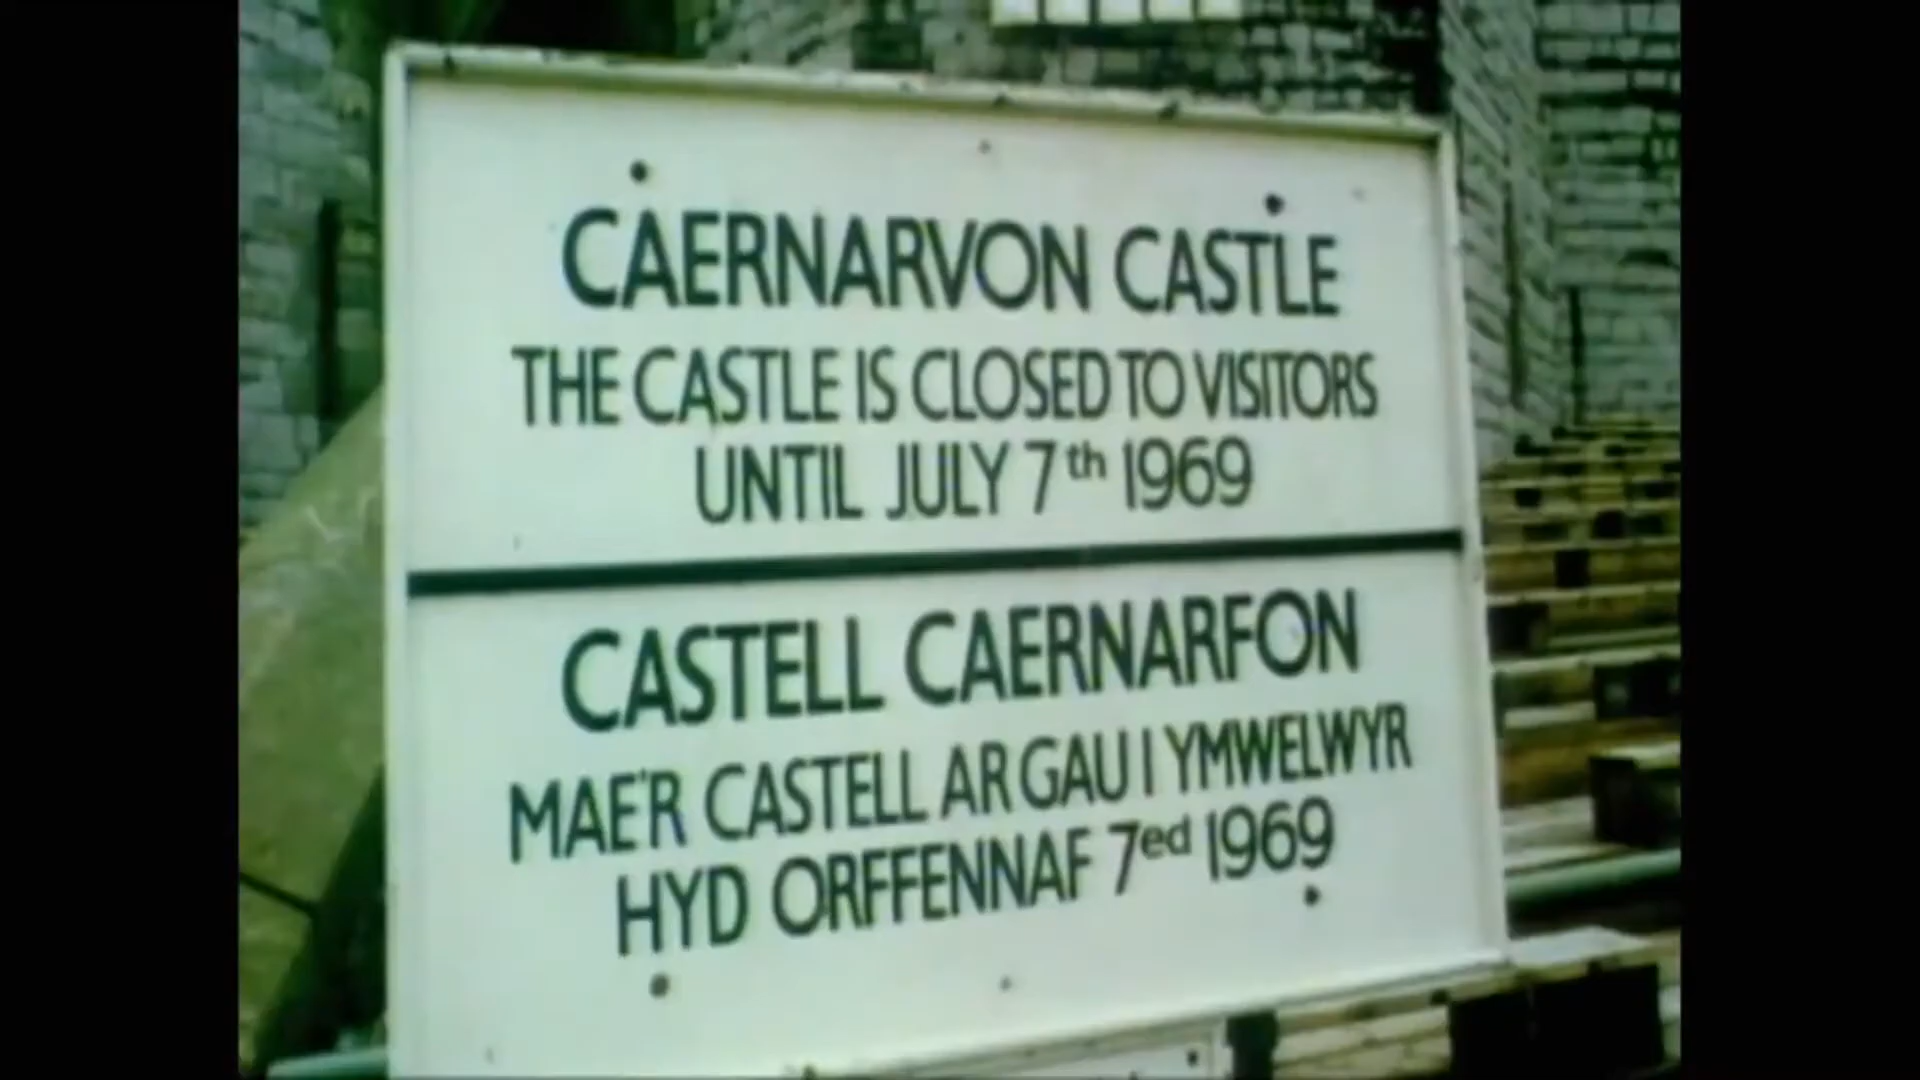 CAERNARVON CASTLE
THE CASTLE IS CLOSED TO VISITORS
UNTIL JULY 7th 1969
CASTELL CAERNARFON
MAE'R CASTELL AR GAU I YMWELWYR
HYD ORFFENNAF 7ed 1969